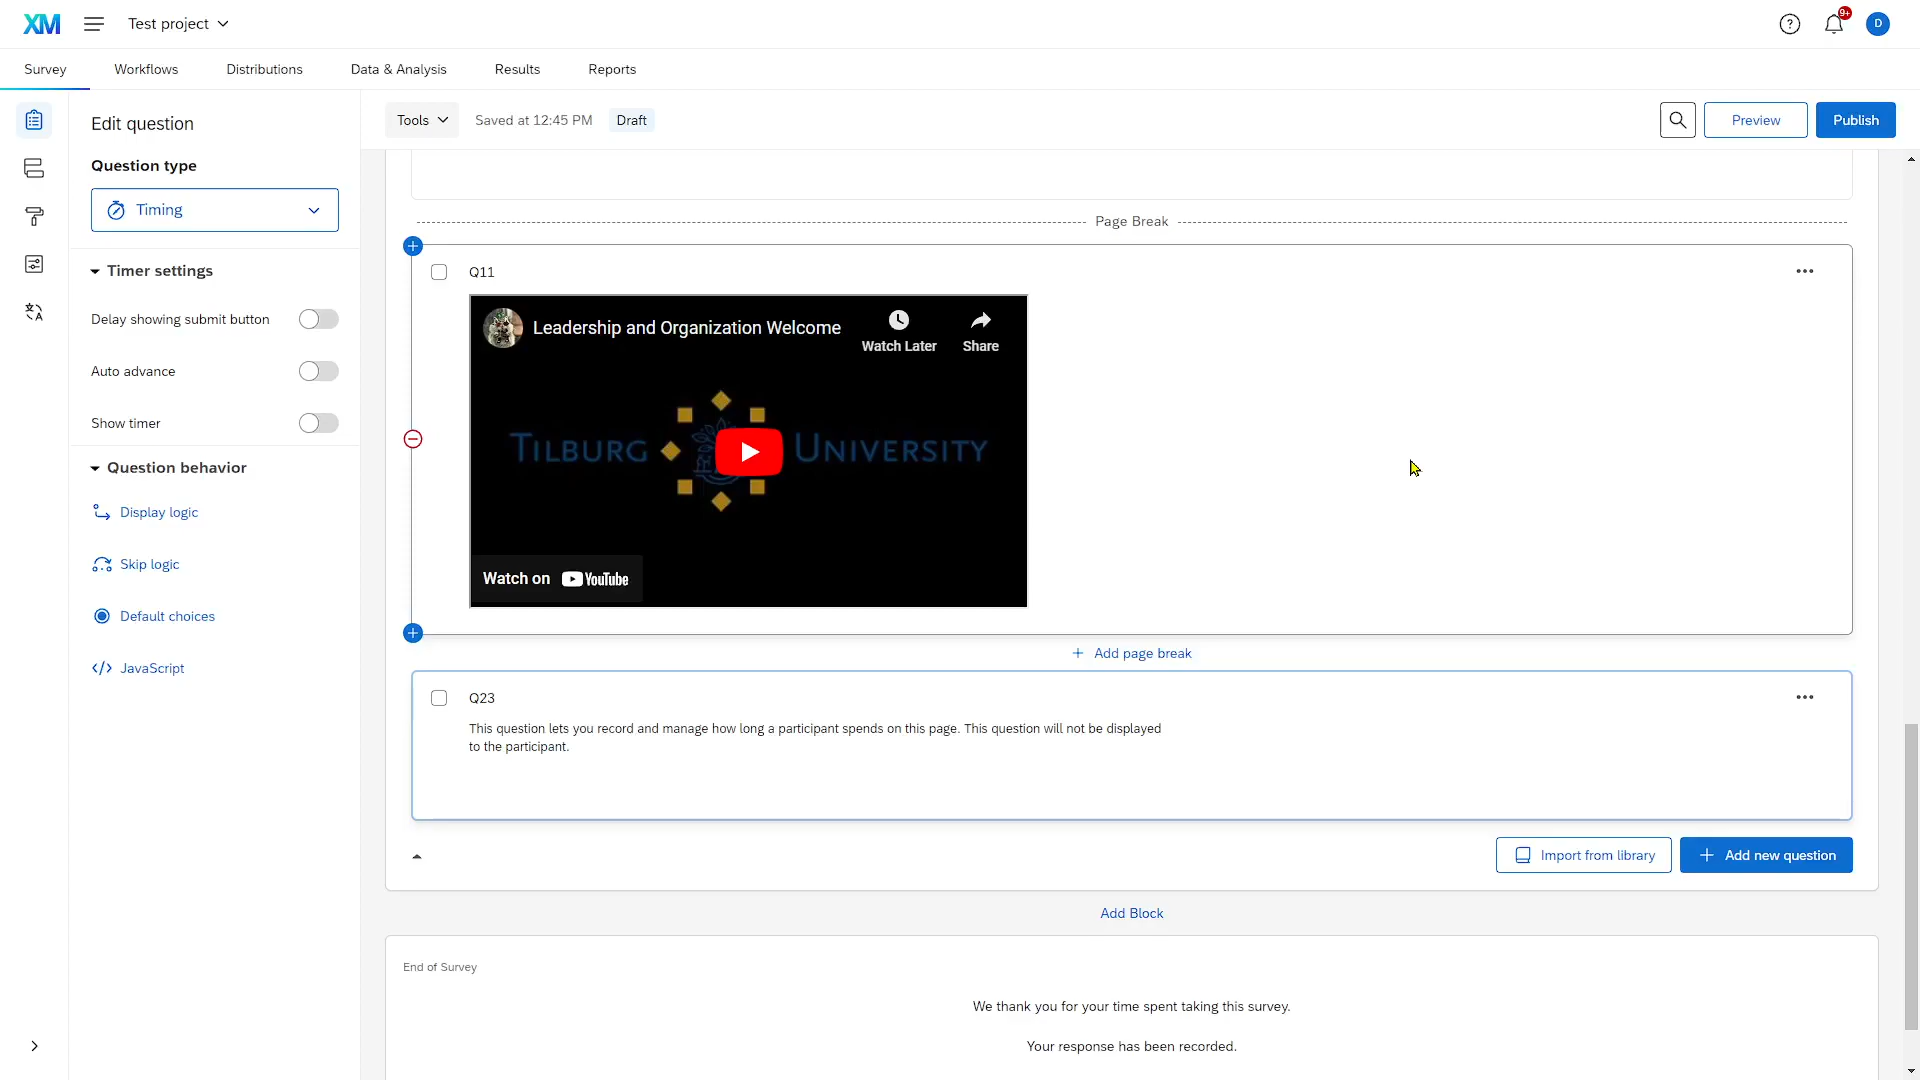 XM
Test project
?
9+
D
Survey
Workflows
Distributions
Data & Analysis
Results
Reports
Edit question
Tools
Saved at 12:45 PM
Draft
Preview
Publish
Question type
Timing
Page Break
Timer settings
Delay showing submit button
Auto advance
Show timer
Question behavior
Display logic
Skip logic
Default choices
JavaScript
Q11
Leadership and Organization Welcome
Watch Later
Share
TILBURG UNIVERSITY
Watch on YouTube
Add page break
Q23
This question lets you record and manage how long a participant spends on this page. This question will not be displayed
to the participant.
Import from library
Add new question
Add Block
End of Survey
We thank you for your time spent taking this survey.
Your response has been recorded.